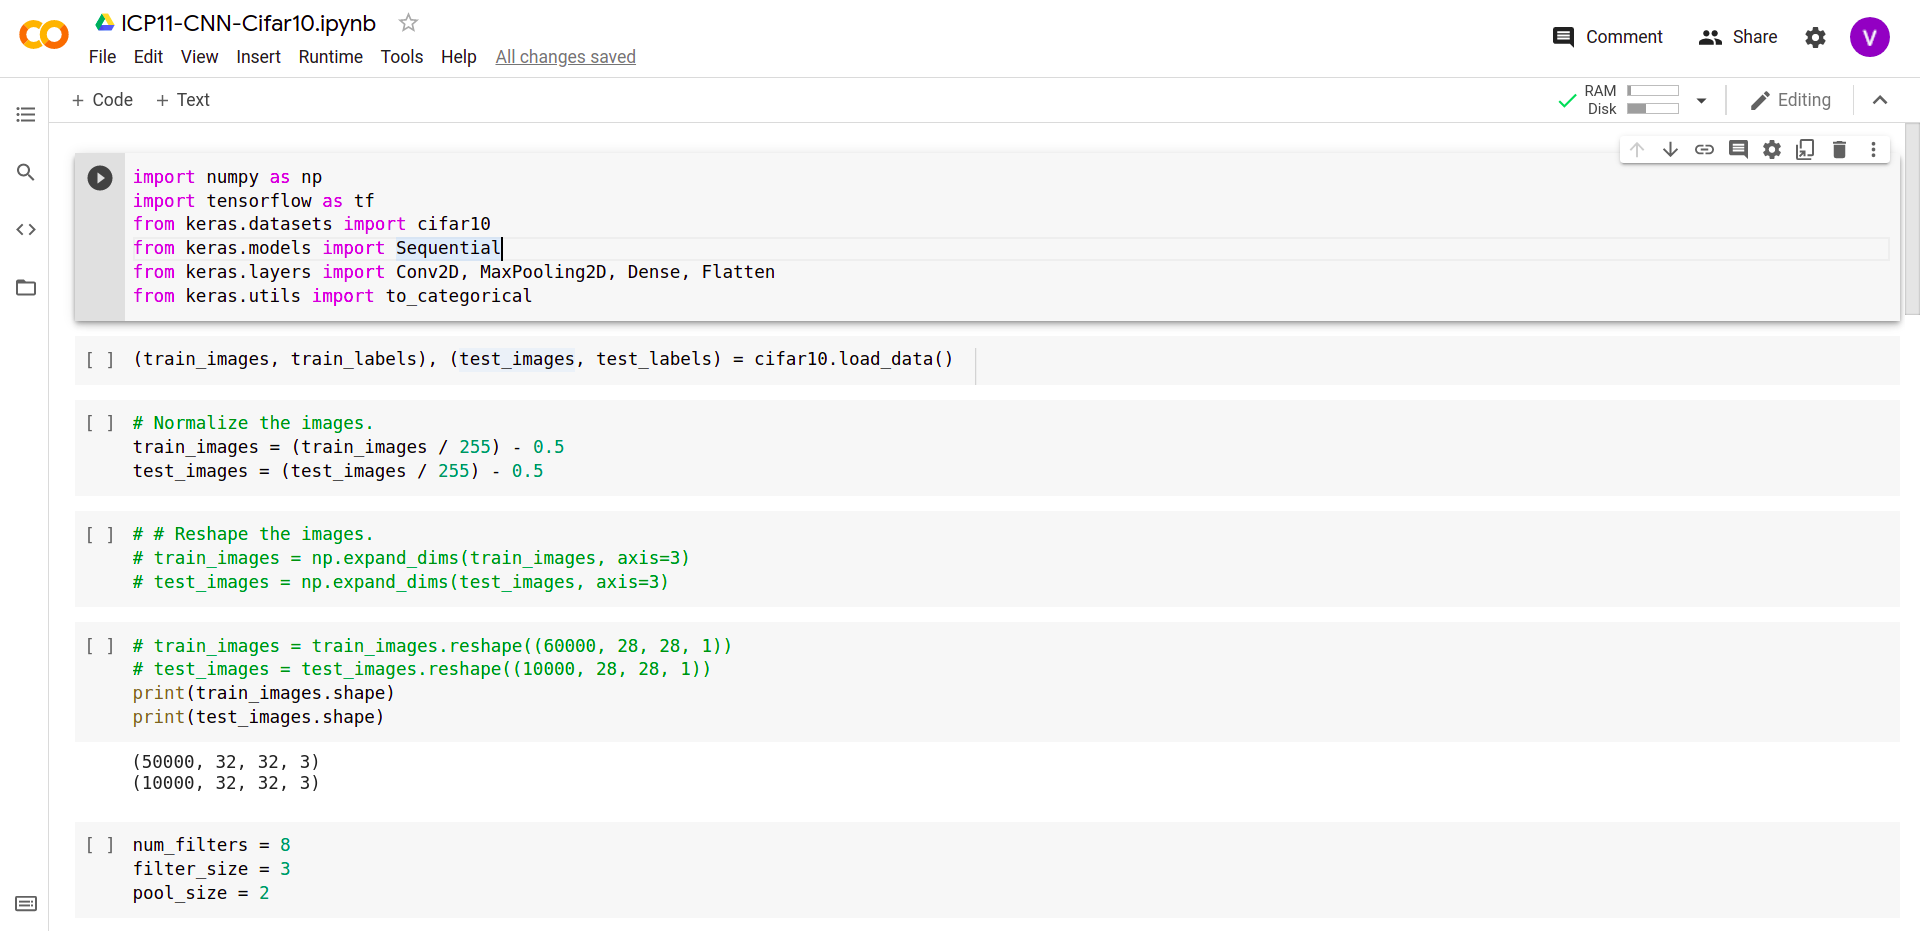 ICP11-CNN-Cifar10.ipynb
File Edit View Insert Runtime Tools Help All changes saved
Comment Share V
+ Code + Text
RAM
Disk
Editing
import numpy as np
import tensorflow as tf
from keras.datasets import cifar10
from keras.models import Sequential
from keras.layers import Conv2D, MaxPooling2D, Dense, Flatten
from keras.utils import to_categorical
[ ] (train_images, train_labels), (test_images, test_labels) = cifar10.load_data()
[ ] # Normalize the images.
train_images = (train_images / 255) - 0.5
test_images = (test_images / 255) - 0.5
[ ] # # Reshape the images.
# train_images = np.expand_dims(train_images, axis=3)
# test_images = np.expand_dims(test_images, axis=3)
[ ] # train_images = train_images.reshape((60000, 28, 28, 1))
# test_images = test_images.reshape((10000, 28, 28, 1))
print(train_images.shape)
print(test_images.shape)
(50000, 32, 32, 3)
(10000, 32, 32, 3)
[ ] num_filters = 8
filter_size = 3
pool_size = 2